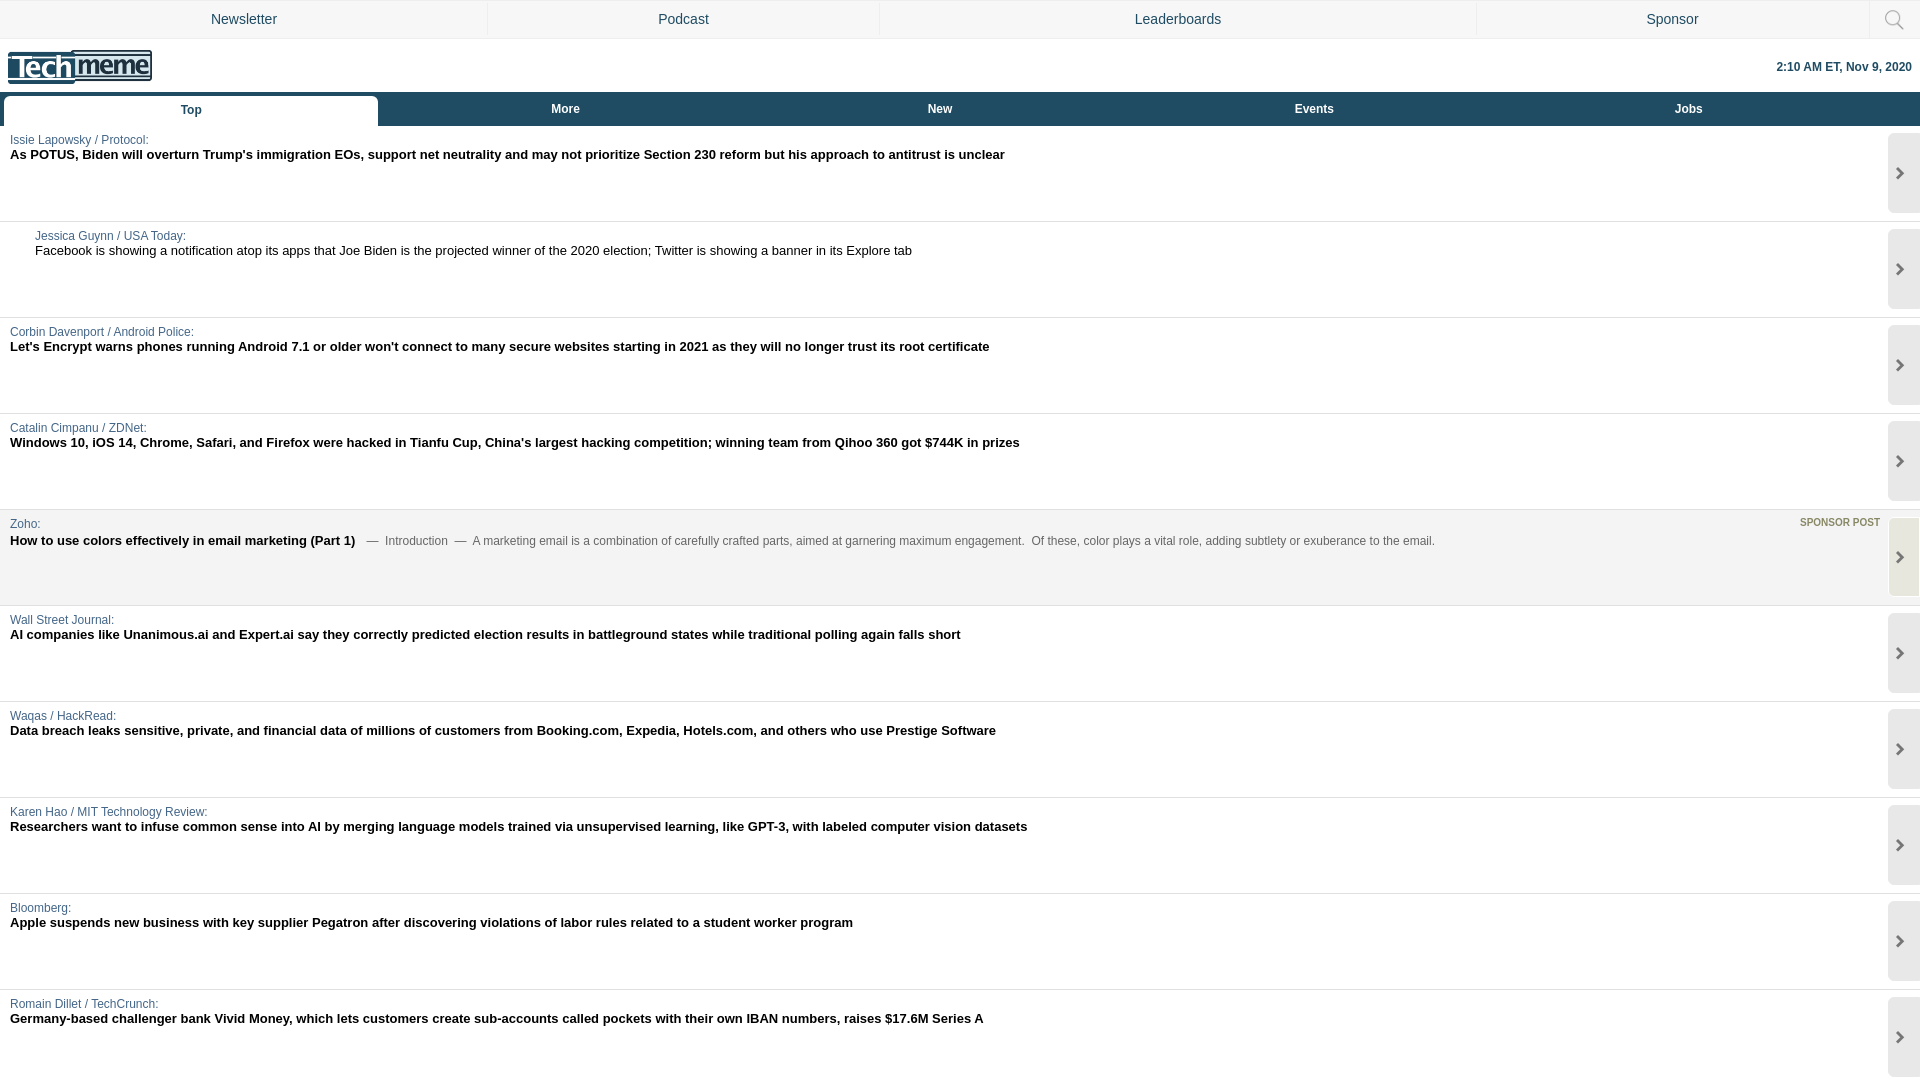 Newsletter
Podcast
Leaderboards
Sponsor
Techmeme
2:10 AM ET, Nov 9, 2020
Top
More
New
Events
Jobs
Issie Lapowsky / Protocol:
As POTUS, Biden will overturn Trump's immigration EOs, support net neutrality and may not prioritize Section 230 reform but his approach to antitrust is unclear
Jessica Guynn / USA Today:
Facebook is showing a notification atop its apps that Joe Biden is the projected winner of the 2020 election; Twitter is showing a banner in its Explore tab
Corbin Davenport / Android Police:
Let's Encrypt warns phones running Android 7.1 or older won't connect to many secure websites starting in 2021 as they will no longer trust its root certificate
Catalin Cimpanu / ZDNet:
Windows 10, iOS 14, Chrome, Safari, and Firefox were hacked in Tianfu Cup, China's largest hacking competition; winning team from Qihoo 360 got $744K in prizes
Zoho:
SPONSOR POST
How to use colors effectively in email marketing (Part 1) — Introduction — A marketing email is a combination of carefully crafted parts, aimed at garnering maximum engagement. Of these, color plays a vital role, adding subtlety or exuberance to the email.
Wall Street Journal:
AI companies like Unanimous.ai and Expert.ai say they correctly predicted election results in battleground states while traditional polling again falls short
Waqas / HackRead:
Data breach leaks sensitive, private, and financial data of millions of customers from Booking.com, Expedia, Hotels.com, and others who use Prestige Software
Karen Hao / MIT Technology Review:
Researchers want to infuse common sense into AI by merging language models trained via unsupervised learning, like GPT-3, with labeled computer vision datasets
Bloomberg:
Apple suspends new business with key supplier Pegatron after discovering violations of labor rules related to a student worker program
Romain Dillet / TechCrunch:
Germany-based challenger bank Vivid Money, which lets customers create sub-accounts called pockets with their own IBAN numbers, raises $17.6M Series A